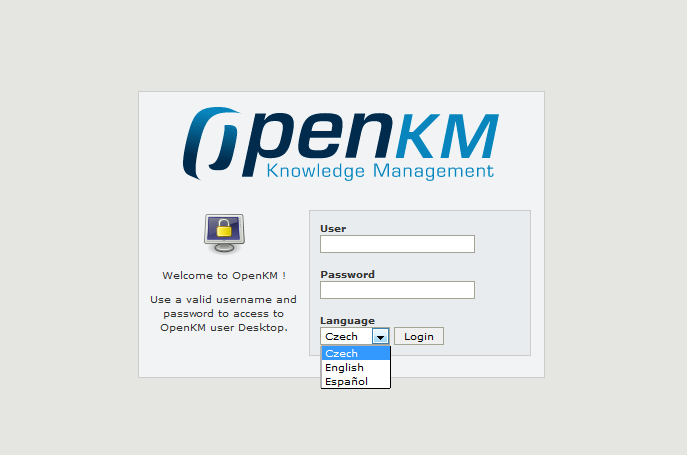 OpenKM
Knowledge Management
Welcome to OpenKM !
Use a valid username and
password to access to
OpenKM user Desktop.
User
Password
Language
Czech
Login
Czech
English
Español